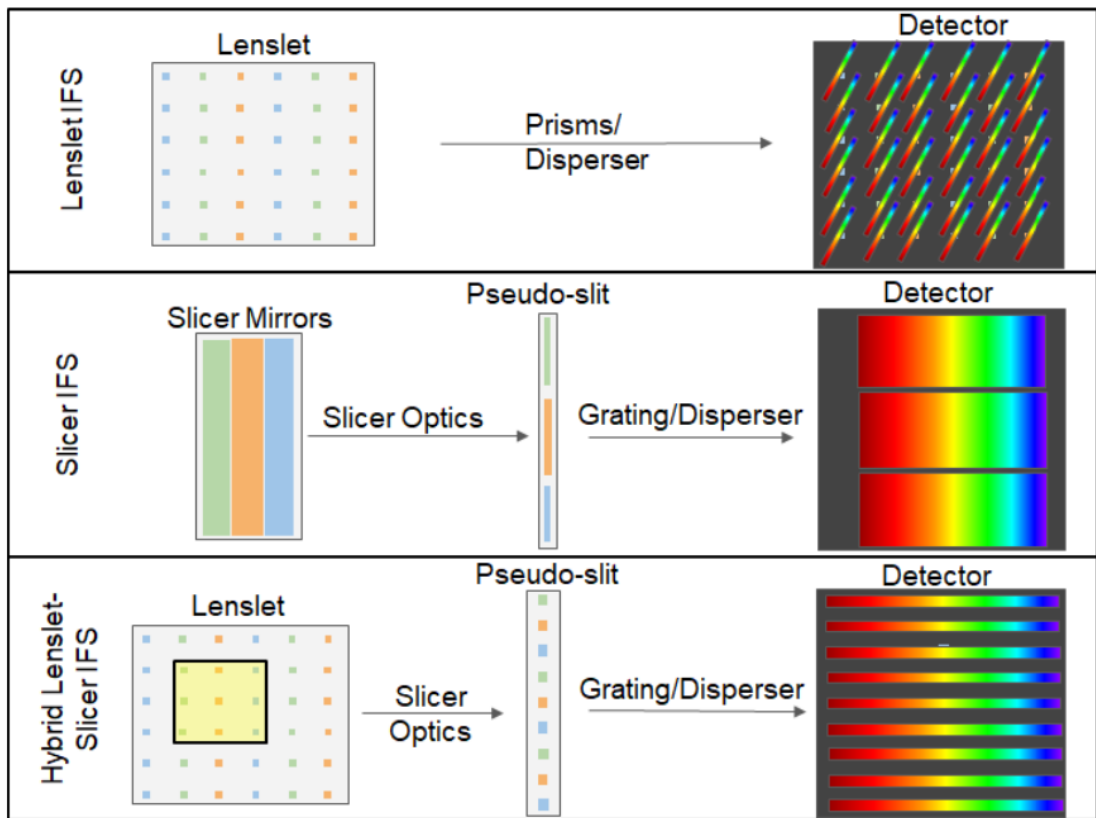 Lenslet IFS
Lenslet
Prisms/
Disperser
Detector
Slicer IFS
Slicer Mirrors
Slicer Optics
Pseudo-slit
Grating/Disperser
Detector
Hybrid Lenslet-
Slicer IFS
Lenslet
Slicer
Optics
Pseudo-slit
Grating/Disperser
Detector